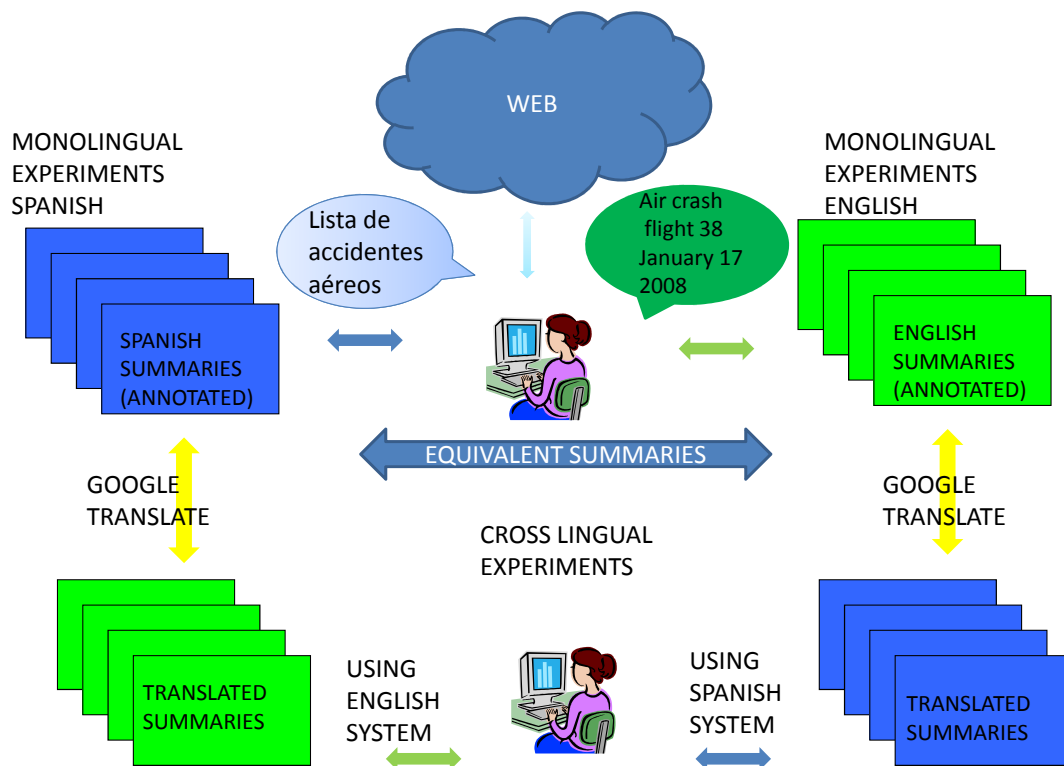 WEB
MONOLINGUAL
EXPERIMENTS
SPANISH
MONOLINGUAL
EXPERIMENTS
ENGLISH
Lista de
accidentes
aéreos
Air crash
flight 38
January 17
2008
SPANISH
SUMMARIES
(ANNOTATED)
ENGLISH
SUMMARIES
(ANNOTATED)
EQUIVALENT SUMMARIES
GOOGLE
TRANSLATE
GOOGLE
TRANSLATE
CROSS LINGUAL
EXPERIMENTS
TRANSLATED
SUMMARIES
USING
ENGLISH
SYSTEM
USING
SPANISH
SYSTEM
TRANSLATED
SUMMARIES